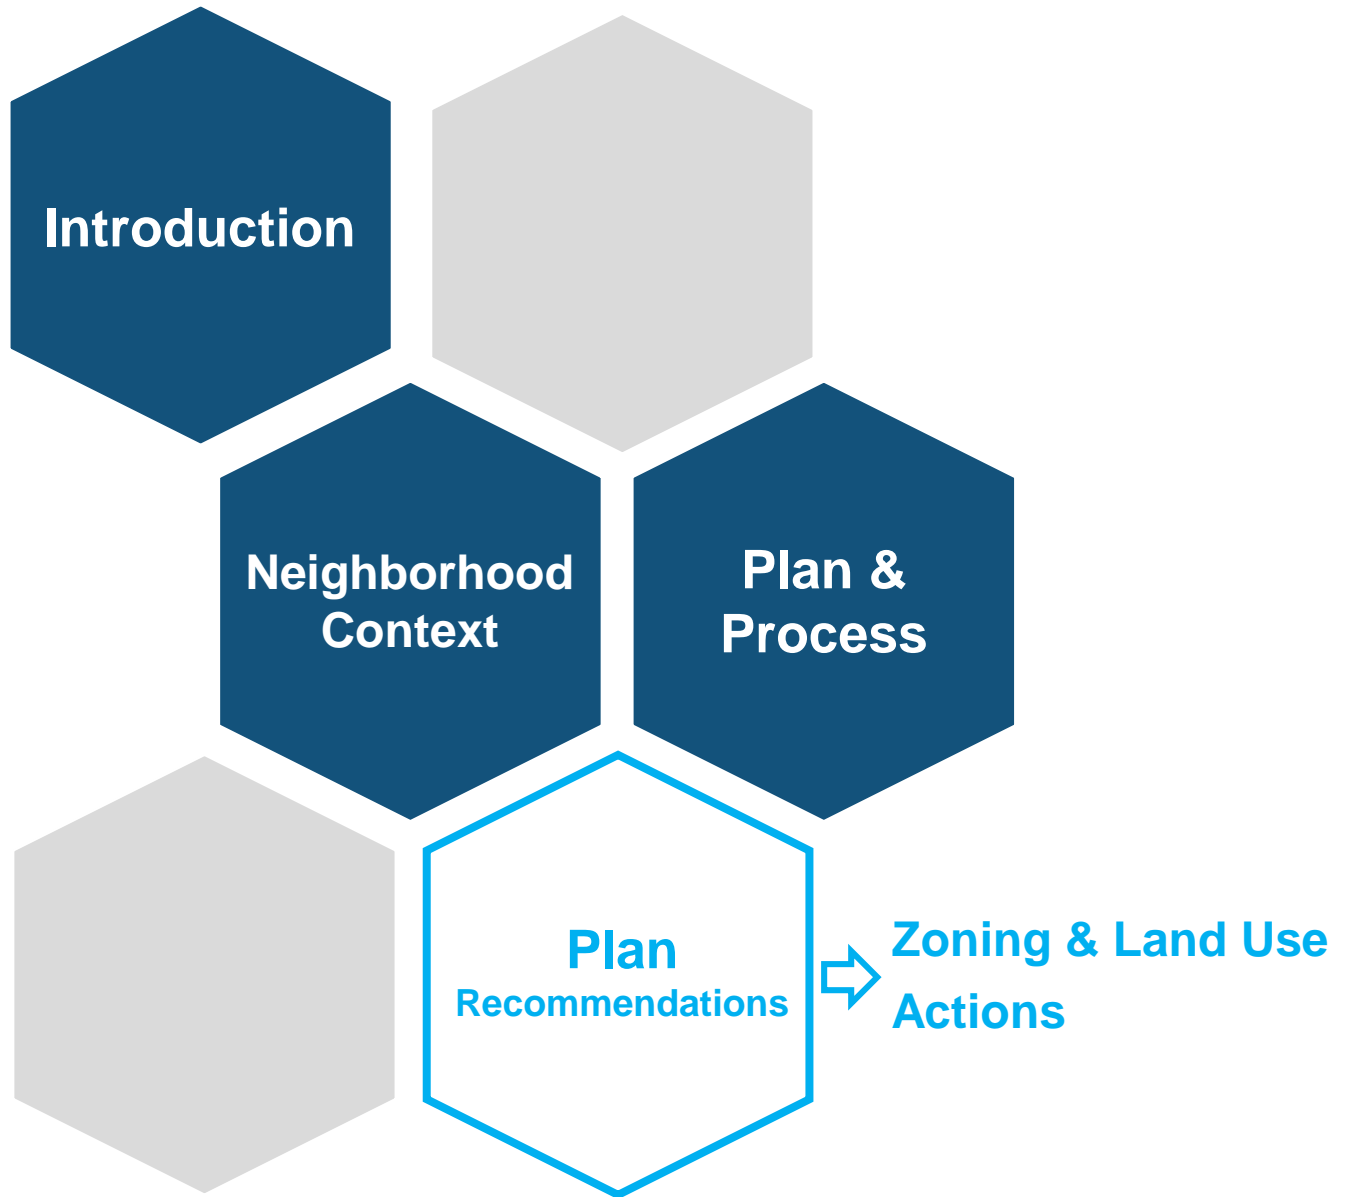 Introduction
Neighborhood
Context
Plan &
Process
Plan
Recommendations
Zoning & Land Use
Actions